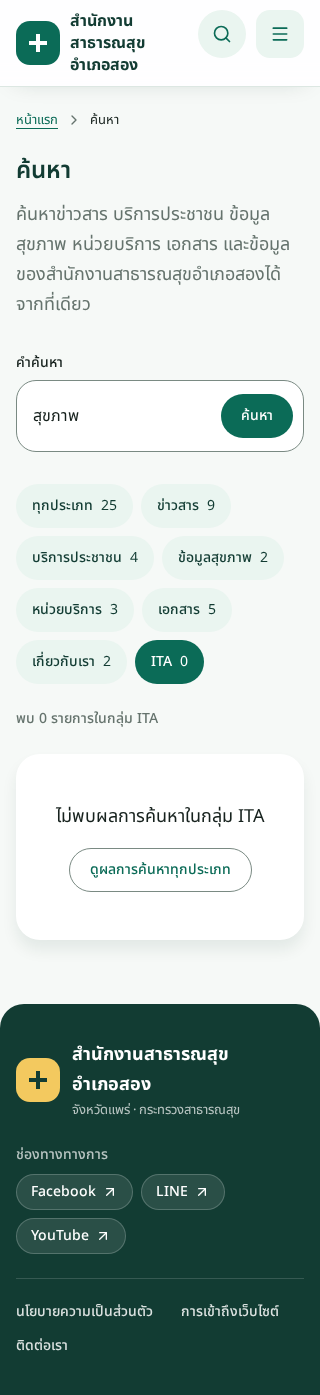 สำนักงาน
สาธารณสุข
อำเภอสอง
หน้าแรก > ค้นหา
ค้นหา
ค้นหาข่าวสาร บริการประชาชน ข้อมูล
สุขภาพ หน่วยบริการ เอกสาร และข้อมูล
ของสำนักงานสาธารณสุขอำเภอสองได้
จากที่เดียว
คำค้นหา
สุขภาพ ค้นหา
ทุกประเภท 25 ข่าวสาร 9
บริการประชาชน 4 ข้อมูลสุขภาพ 2
หน่วยบริการ 3 เอกสาร 5
เกี่ยวกับเรา 2 ITA 0
พบ 0 รายการในกลุ่ม ITA
ไม่พบผลการค้นหาในกลุ่ม ITA
ดูผลการค้นหาทุกประเภท
สำนักงานสาธารณสุข
อำเภอสอง
จังหวัดแพร่ · กระทรวงสาธารณสุข
ช่องทางทางการ
Facebook LINE
YouTube
นโยบายความเป็นส่วนตัว การเข้าถึงเว็บไซต์
ติดต่อเรา